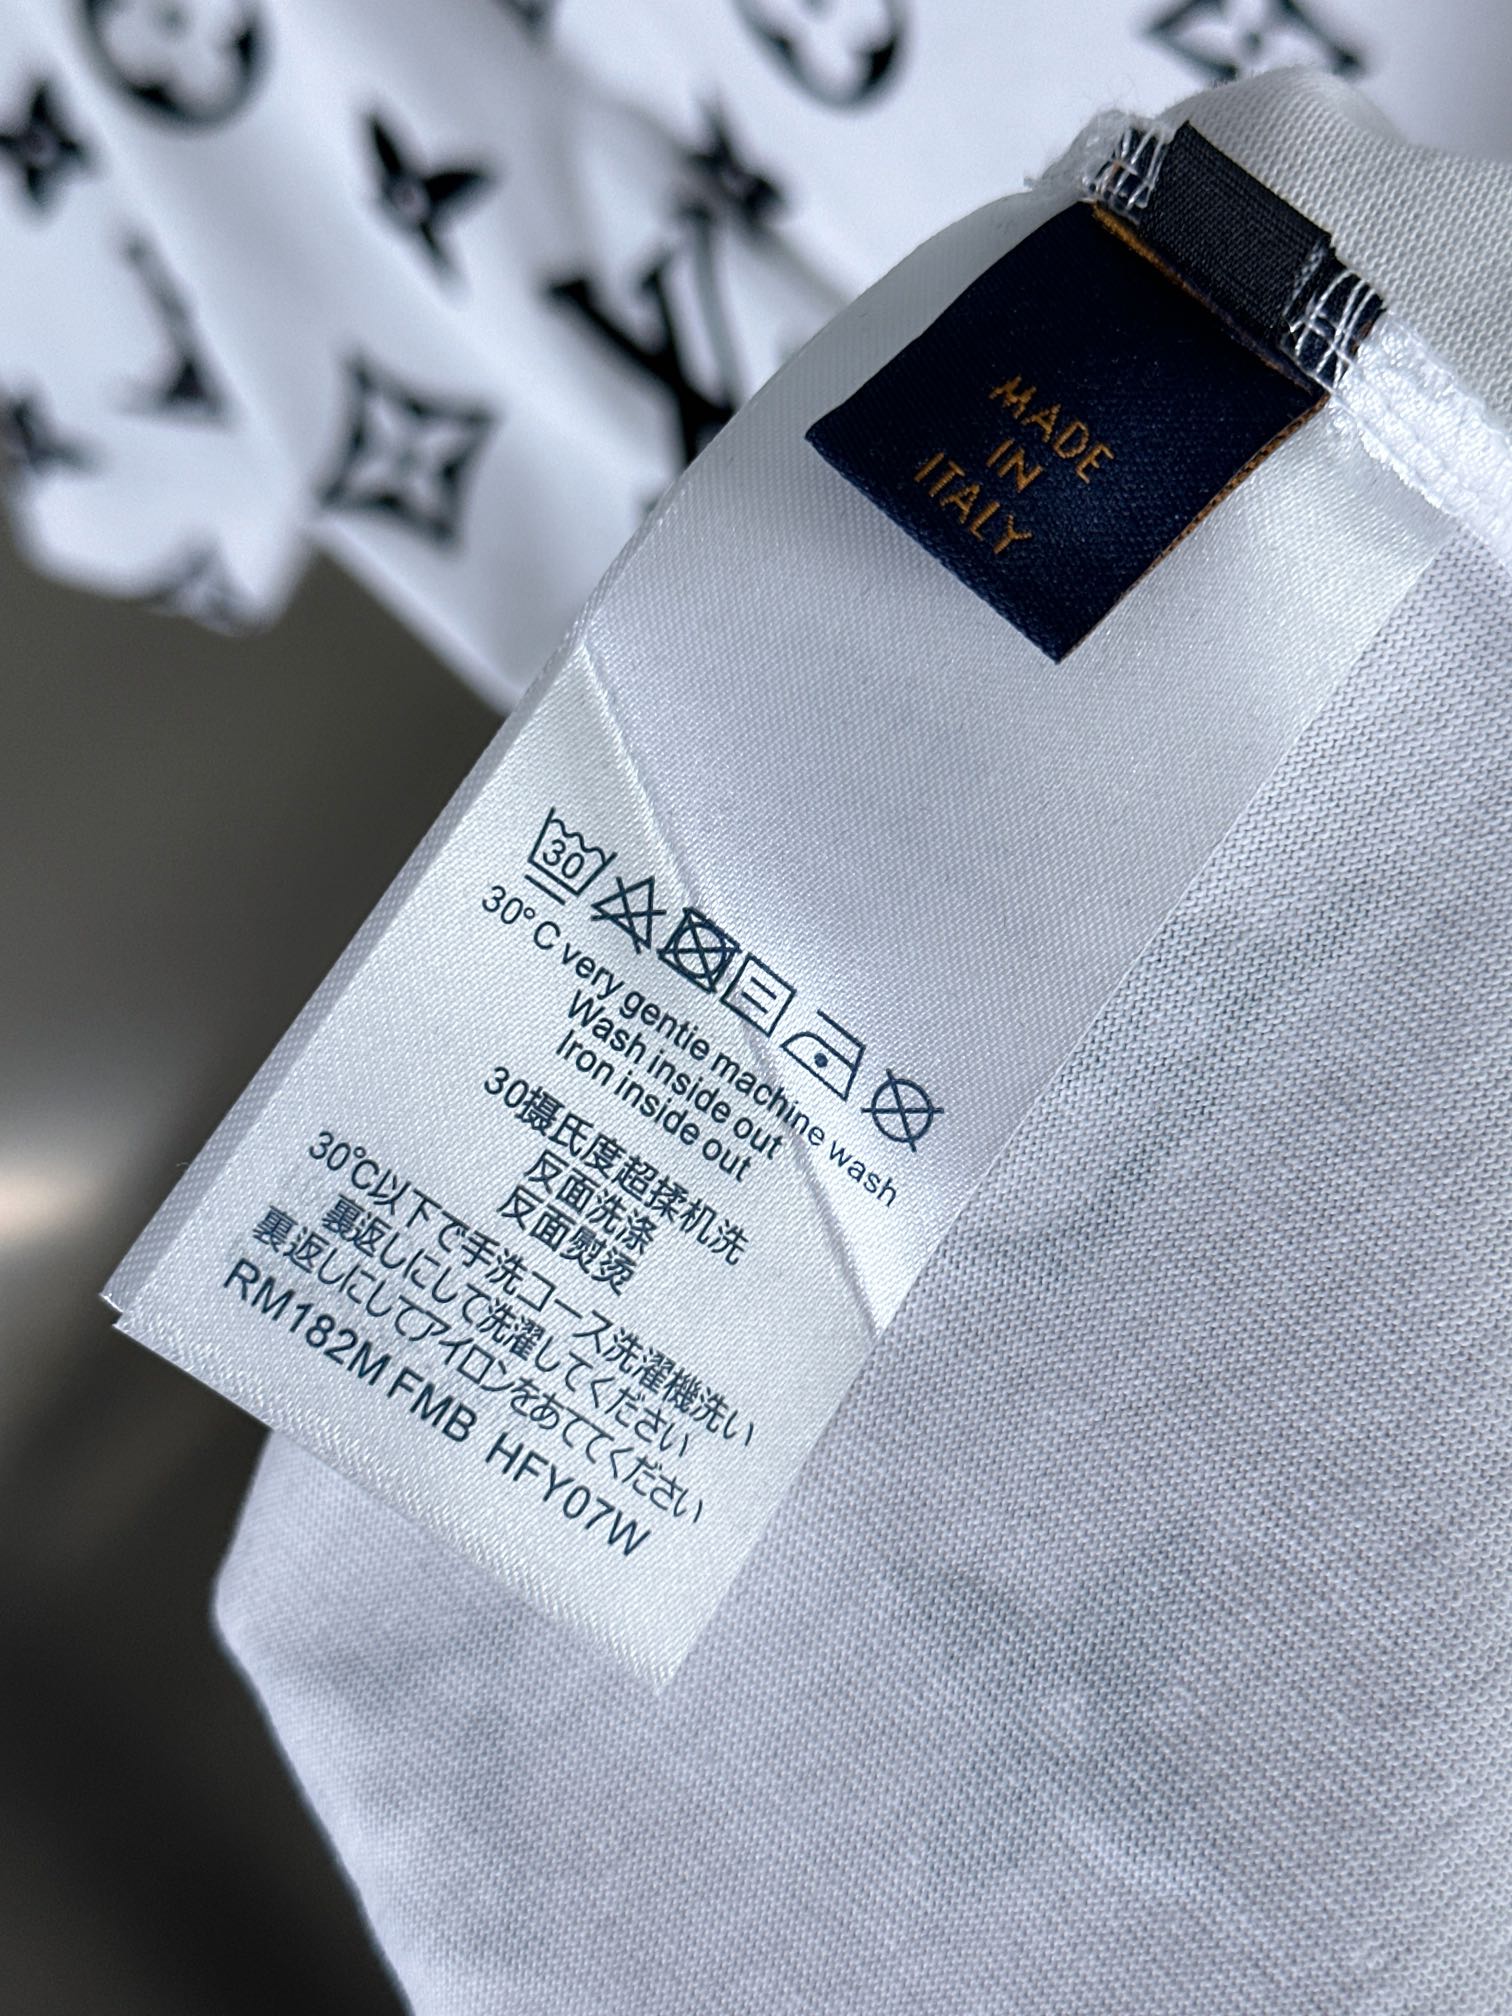 MADE
IN
ITALY
30
30°C very gentie machine wash
Wash inside out
Iron inside out
30摄氏度超揉机洗
反面洗涤
反面熨烫
30℃以下で手洗コース洗濯機洗い
裏返しにして洗濯してください
裏返しにしてアイロンをあててください
RM182M FMB HFY07W